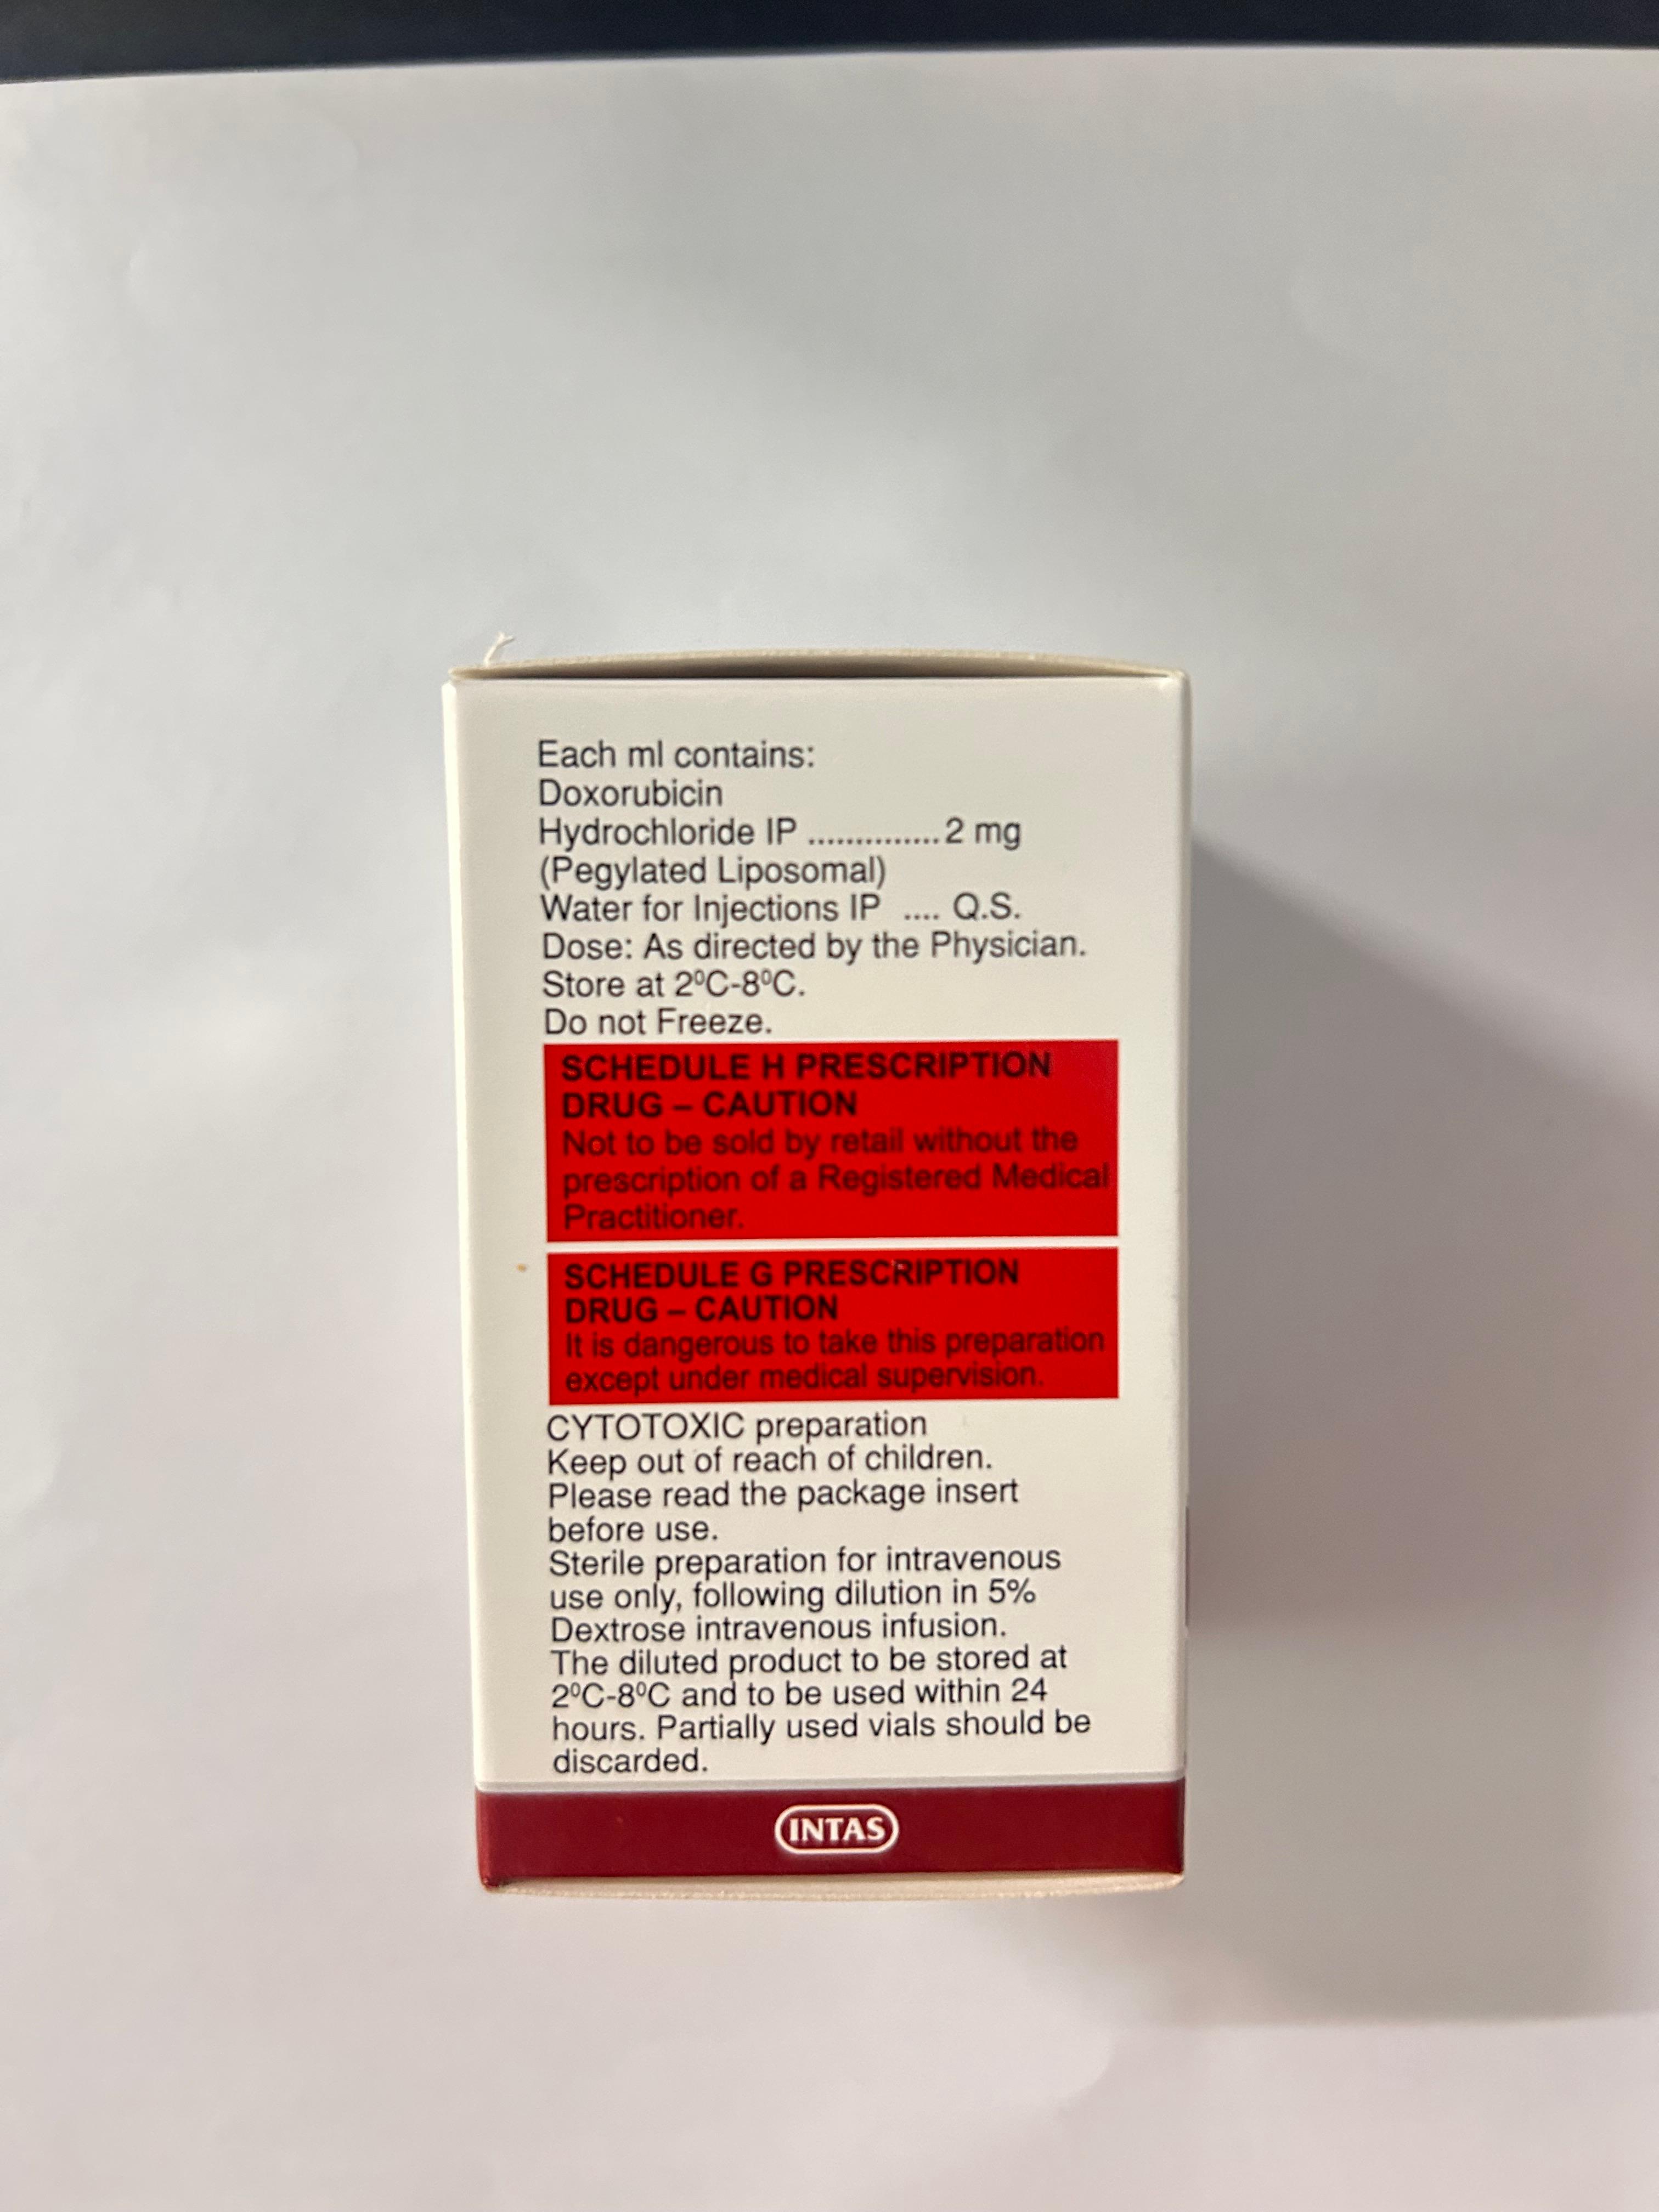 Each ml contains:
Doxorubicin
Hydrochloride IP ..............2 mg
(Pegylated Liposomal)
Water for Injections IP .... Q.S.
Dose: As directed by the Physician.
Store at 2⁰C-8⁰C.
Do not Freeze.
SCHEDULE H PRESCRIPTION
DRUG – CAUTION
Not to be sold by retail without the
prescription of a Registered Medical
Practitioner.
SCHEDULE G PRESCRIPTION
DRUG – CAUTION
It is dangerous to take this preparation
except under medical supervision.
CYTOTOXIC preparation
Keep out of reach of children.
Please read the package insert
before use.
Sterile preparation for intravenous
use only, following dilution in 5%
Dextrose intravenous infusion.
The diluted product to be stored at
2⁰C-8⁰C and to be used within 24
hours. Partially used vials should be
discarded.
INTAS